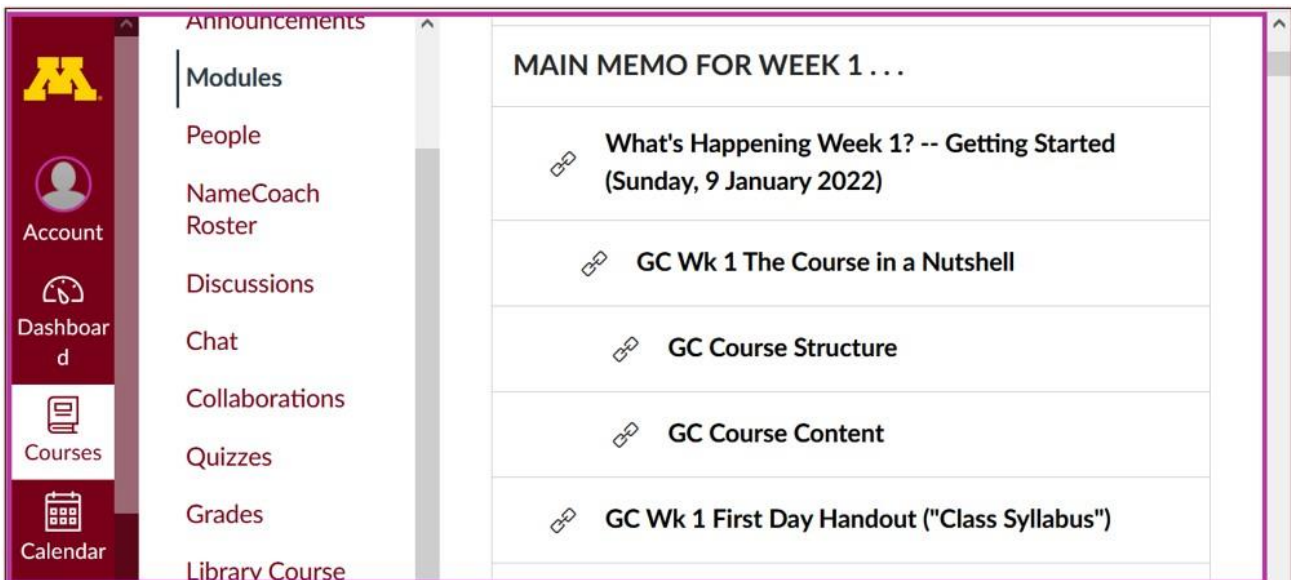 M
Account
Dashboar
d
Courses
Calendar
Announcements
Modules
People
NameCoach
Roster
Discussions
Chat
Collaborations
Quizzes
Grades
Library Course
MAIN MEMO FOR WEEK 1 . . .
What's Happening Week 1? -- Getting Started
(Sunday, 9 January 2022)
GC Wk 1 The Course in a Nutshell
GC Course Structure
GC Course Content
GC Wk 1 First Day Handout ("Class Syllabus")